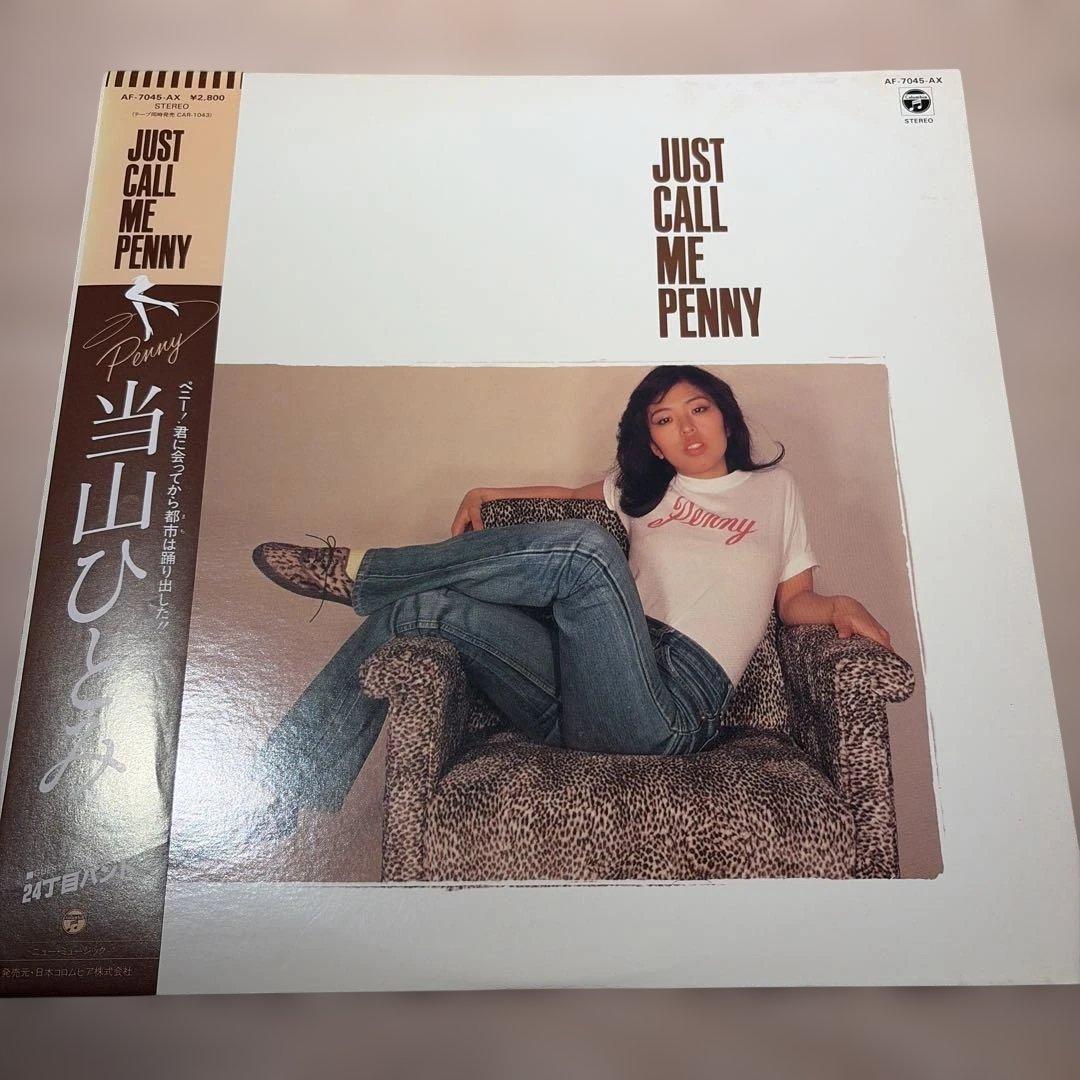 AF-7045-AX ¥2,800
STEREO
(テープ同時発売 CAR-1043)
JUST
CALL
ME
PENNY
Penny
当山ひとみ
ペニー!君に会ってから都市は踊り出した!!
まち
24丁目バンド
Columbia
ニュー・ミュージック
発売元・日本コロムビア株式会社
AF-7045-AX
Columbia
STEREO
JUST
CALL
ME
PENNY
Penny